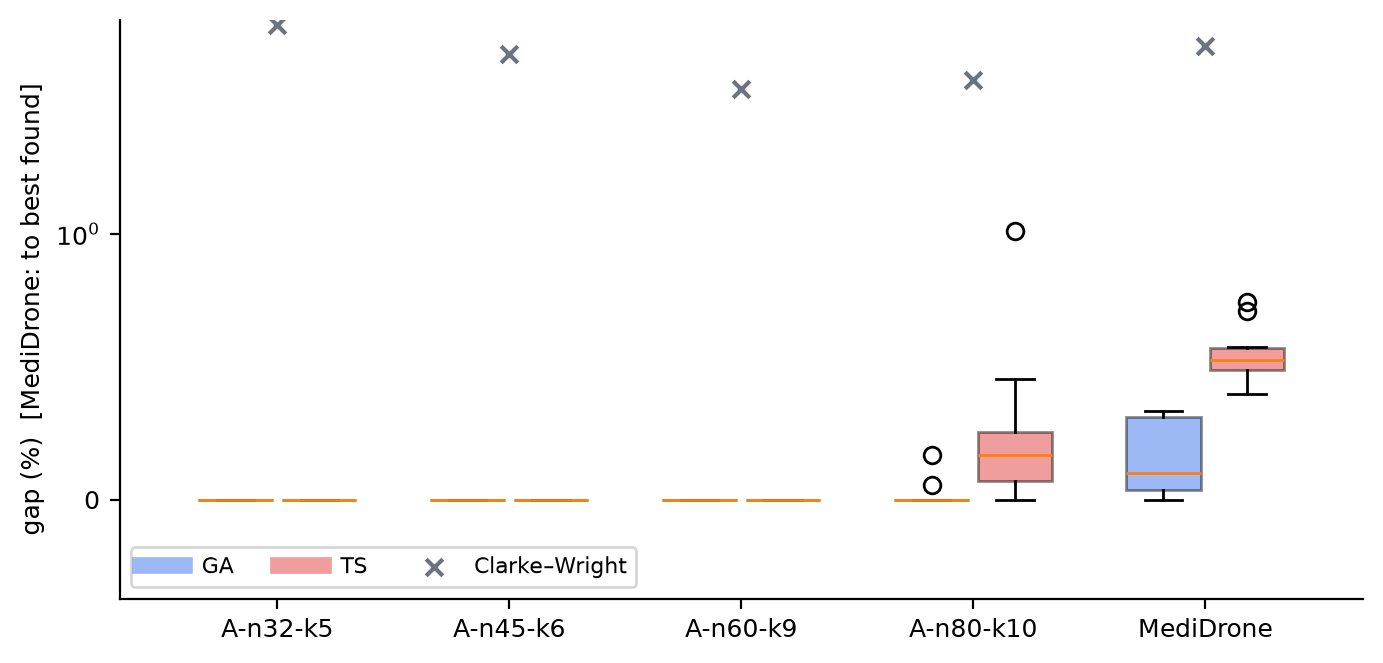 gap (%) [MediDrone: to best found]
10⁰
0
GA TS Clarke–Wright
A-n32-k5 A-n45-k6 A-n60-k9 A-n80-k10 MediDrone